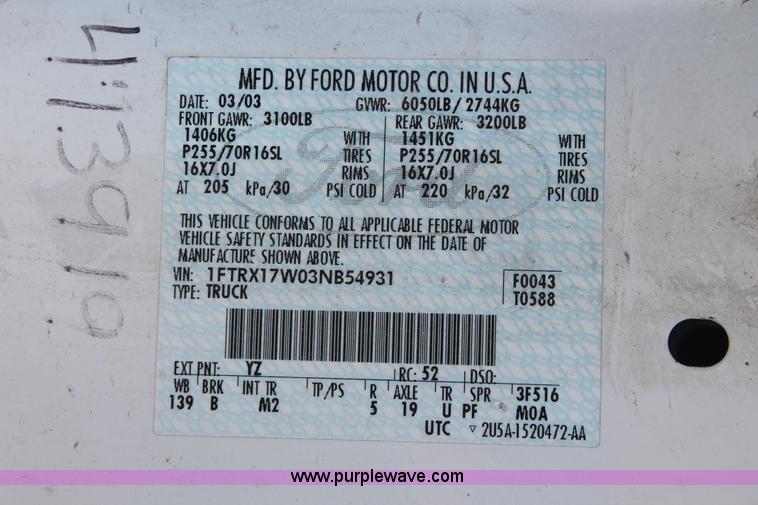 4:13919
MFD. BY FORD MOTOR CO. IN U.S.A.
DATE: 03/03 GVWR: 6050LB/ 2744KG
FRONT GAWR: 3100LB REAR GAWR: 3200LB
1406KG WITH 1451KG WITH
P255/70R16SL TIRES P255/70R16SL TIRES
16X7.0J RIMS 16X7.0J RIMS
AT 205 kPa/30 PSI COLD AT 220 kPa/32 PSI COLD
Ford
THIS VEHICLE CONFORMS TO ALL APPLICABLE FEDERAL MOTOR
VEHICLE SAFETY STANDARDS IN EFFECT ON THE DATE OF
MANUFACTURE SHOWN ABOVE.
VIN: 1FTRX17W03NB54931 F0043
TYPE: TRUCK T0588
EXT PNT: YZ RC: 52 DSO:
WB BRK INT TR TP/PS R AXLE TR SPR 3F516
139 B M2 5 19 U PF M0A
UTC ▽ 2U5A-1520472-AA
www.purplewave.com